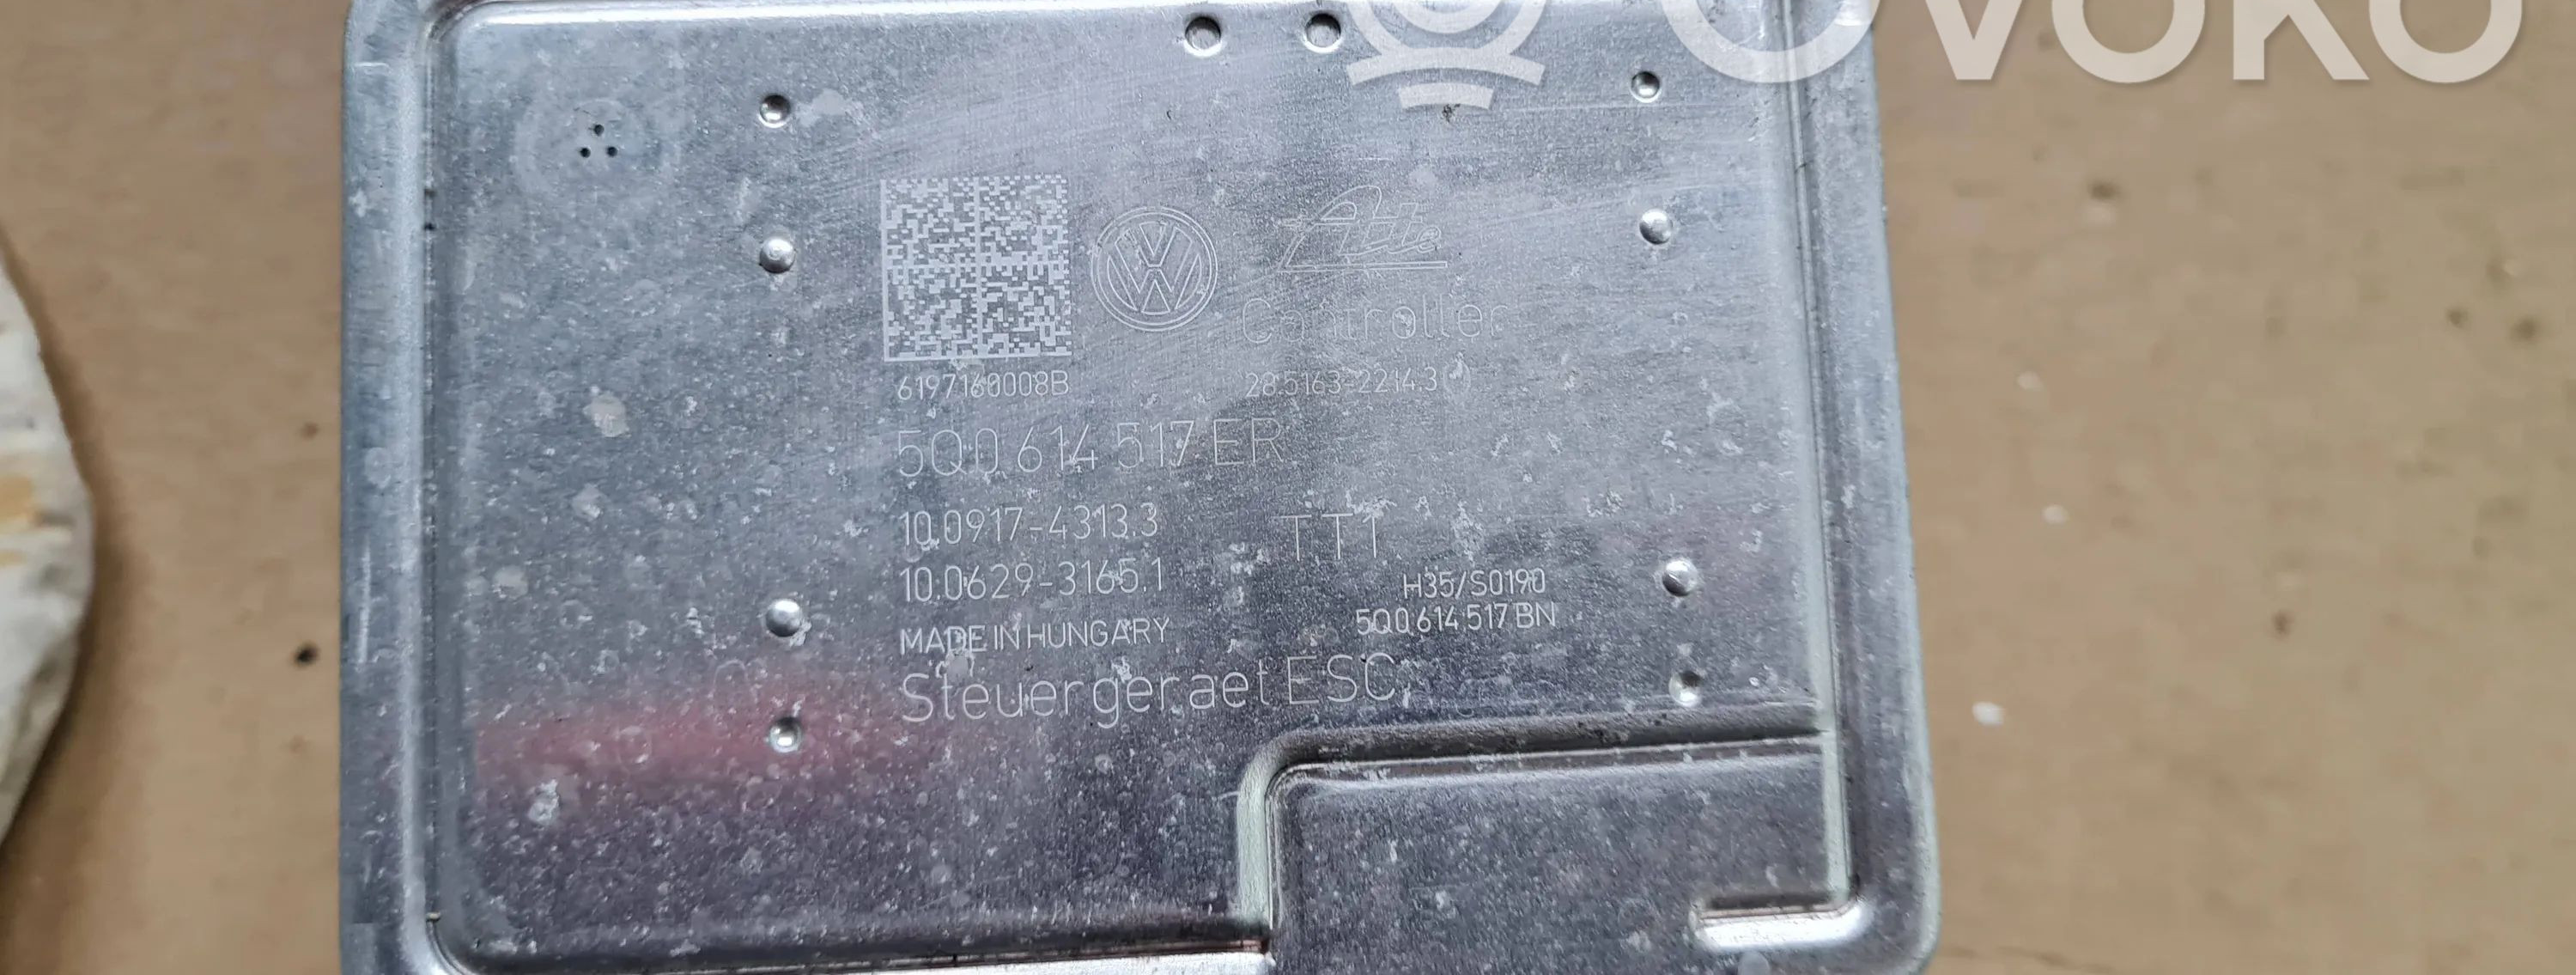 OVOKO
Ate
Controller
6197160008B
28.5163-2214.3
5Q0 614 517 ER
10.0917-4313.3
TT1
10.0629-3165.1
H35/S0190
5Q0 614 517 BN
MADE IN HUNGARY
Steuergeraet ESC